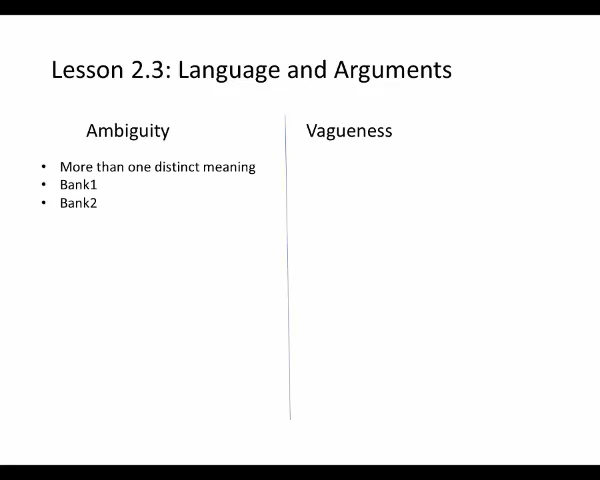 Lesson 2.3: Language and Arguments
Ambiguity
• More than one distinct meaning
• Bank1
• Bank2
Vagueness